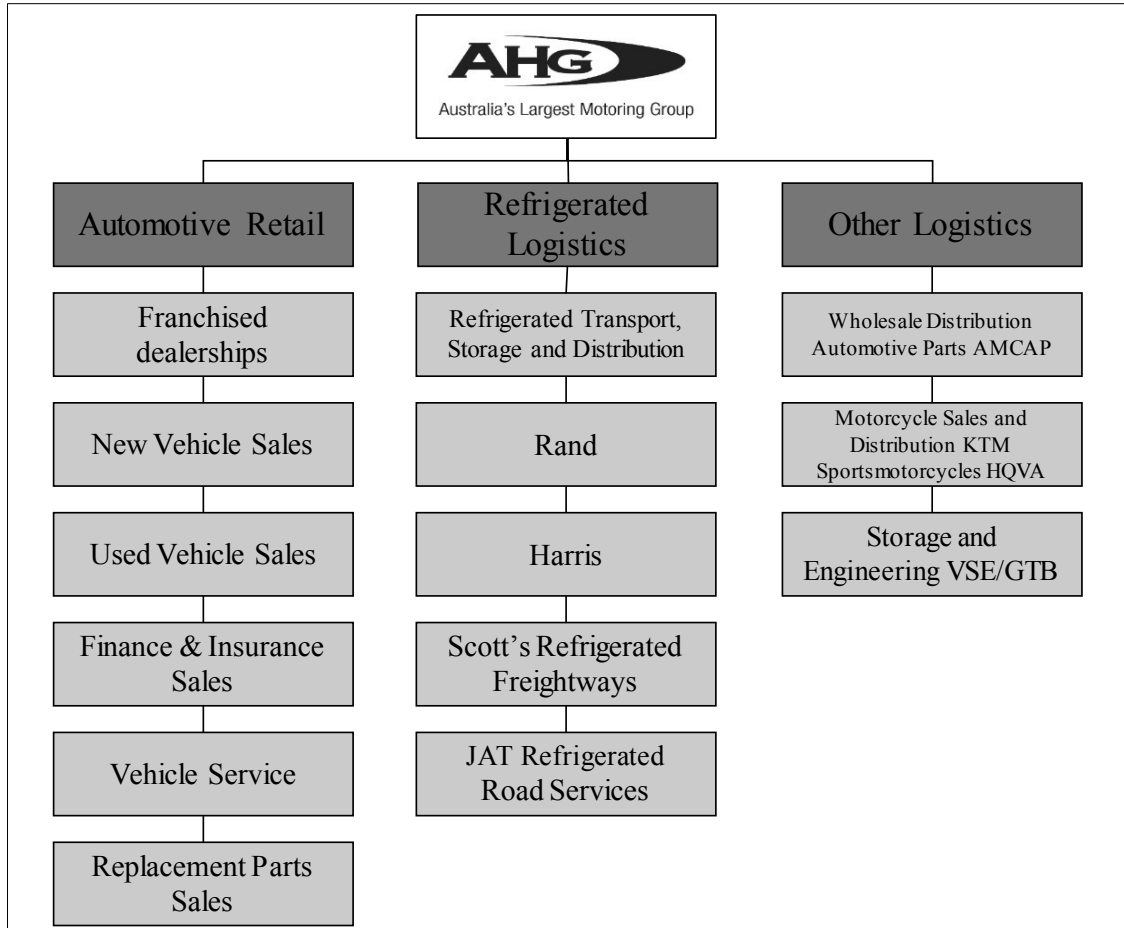 AHG
Australia's Largest Motoring Group
Automotive Retail
Franchised
dealerships
New Vehicle Sales
Used Vehicle Sales
Finance & Insurance
Sales
Vehicle Service
Replacement Parts
Sales
Refrigerated
Logistics
Refrigerated Transport,
Storage and Distribution
Rand
Harris
Scott's Refrigerated
Freightways
JAT Refrigerated
Road Services
Other Logistics
Wholesale Distribution
Automotive Parts AMCAP
Motorcycle Sales and
Distribution KTM
Sportsmotorcycles HQVA
Storage and
Engineering VSE/GTB